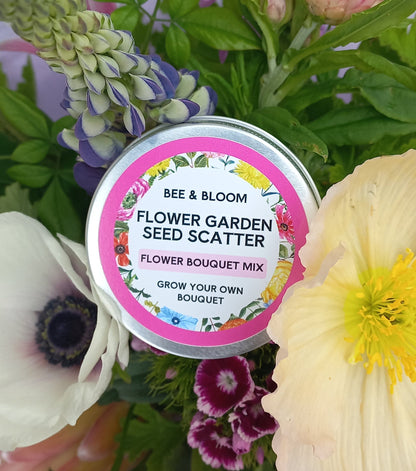 BEE & BLOOM
FLOWER GARDEN
SEED SCATTER
FLOWER BOUQUET MIX
GROW YOUR OWN
BOUQUET